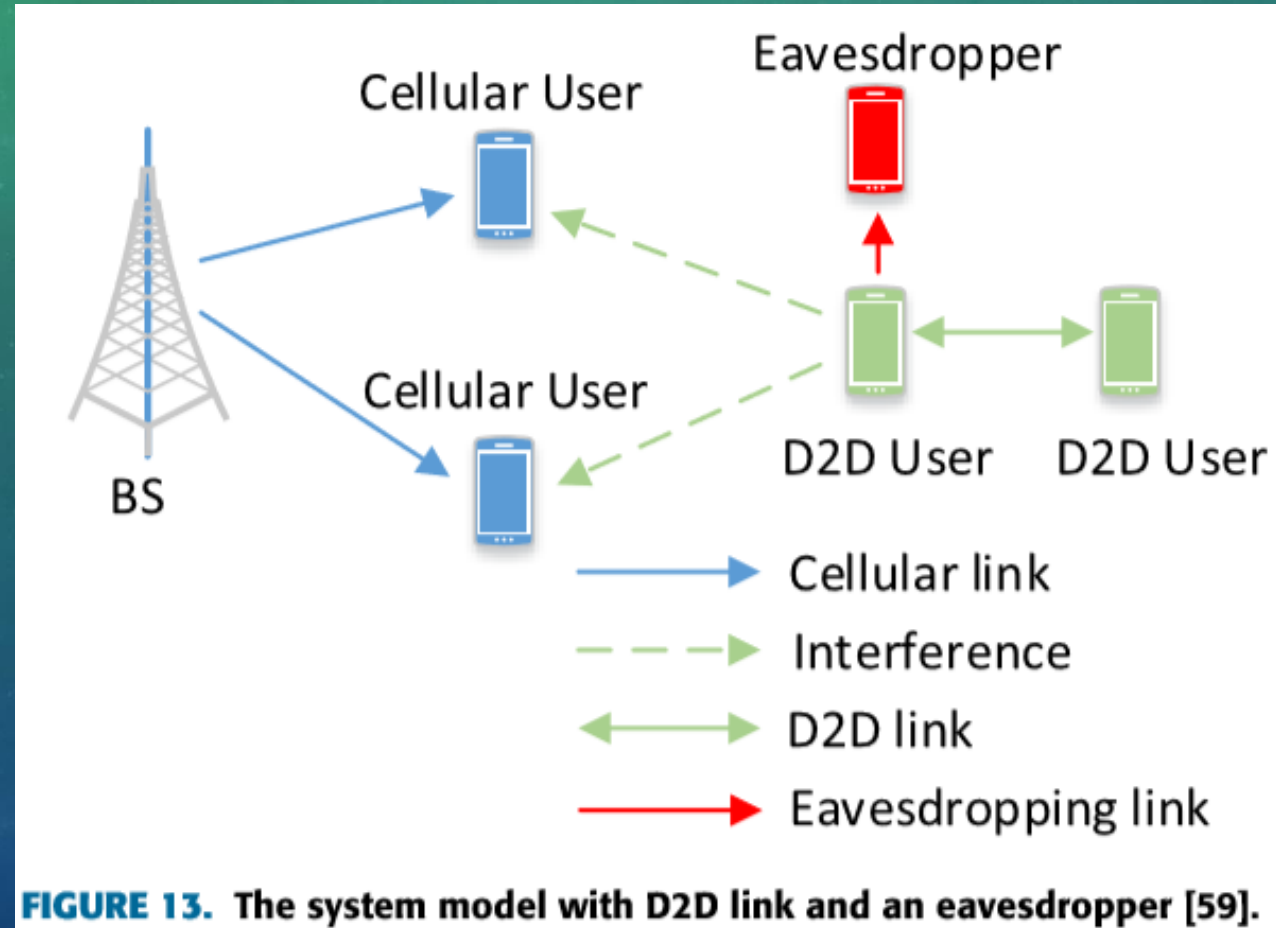 Eavesdropper
Cellular User
Cellular User
D2D User D2D User
BS
Cellular link
Interference
D2D link
Eavesdropping link
FIGURE 13. The system model with D2D link and an eavesdropper [59].